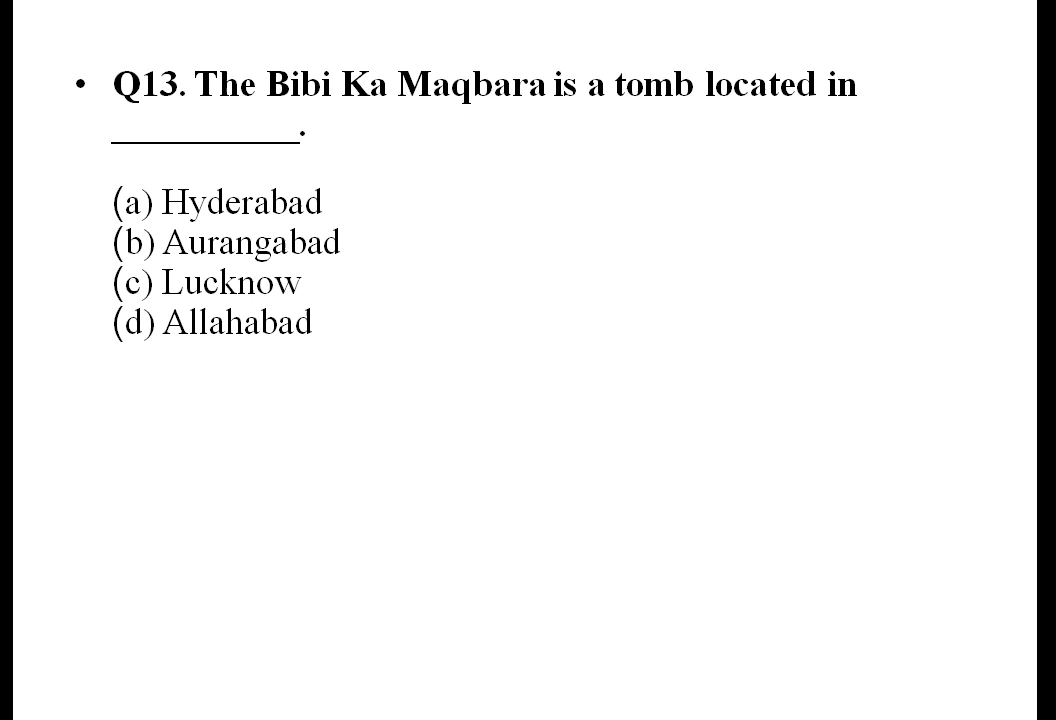 • Q13. The Bibi Ka Maqbara is a tomb located in
__________.
(a) Hyderabad
(b) Aurangabad
(c) Lucknow
(d) Allahabad